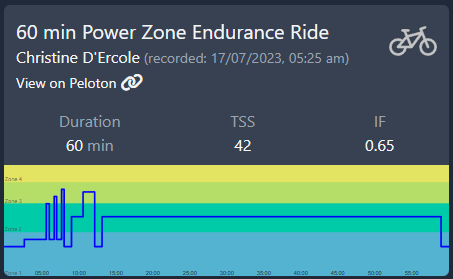 60 min Power Zone Endurance Ride
Christine D'Ercole (recorded: 17/07/2023, 05:25 am)
View on Peloton
Duration TSS IF
60 min 42 0.65
Zone 4
Zone 3
Zone 2
Zone 1
05:00 10:00 15:00 20:00 25:00 30:00 35:00 40:00 45:00 50:00 55:00